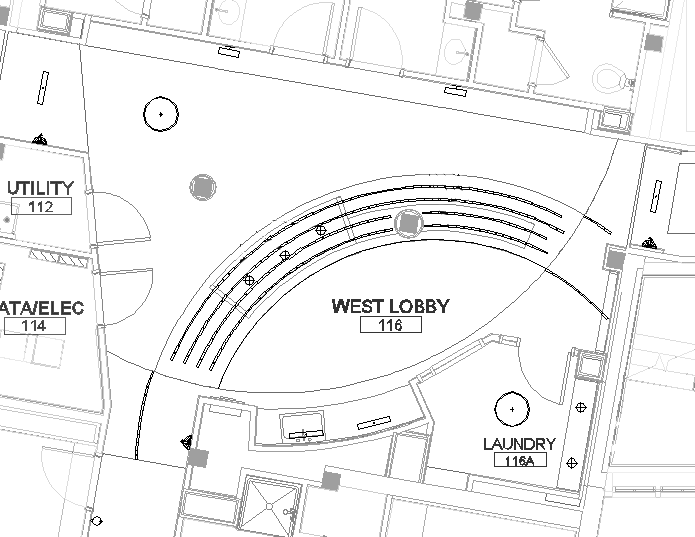 UTILITY
112
WEST LOBBY
116
ATA/ELEC
114
LAUNDRY
116A